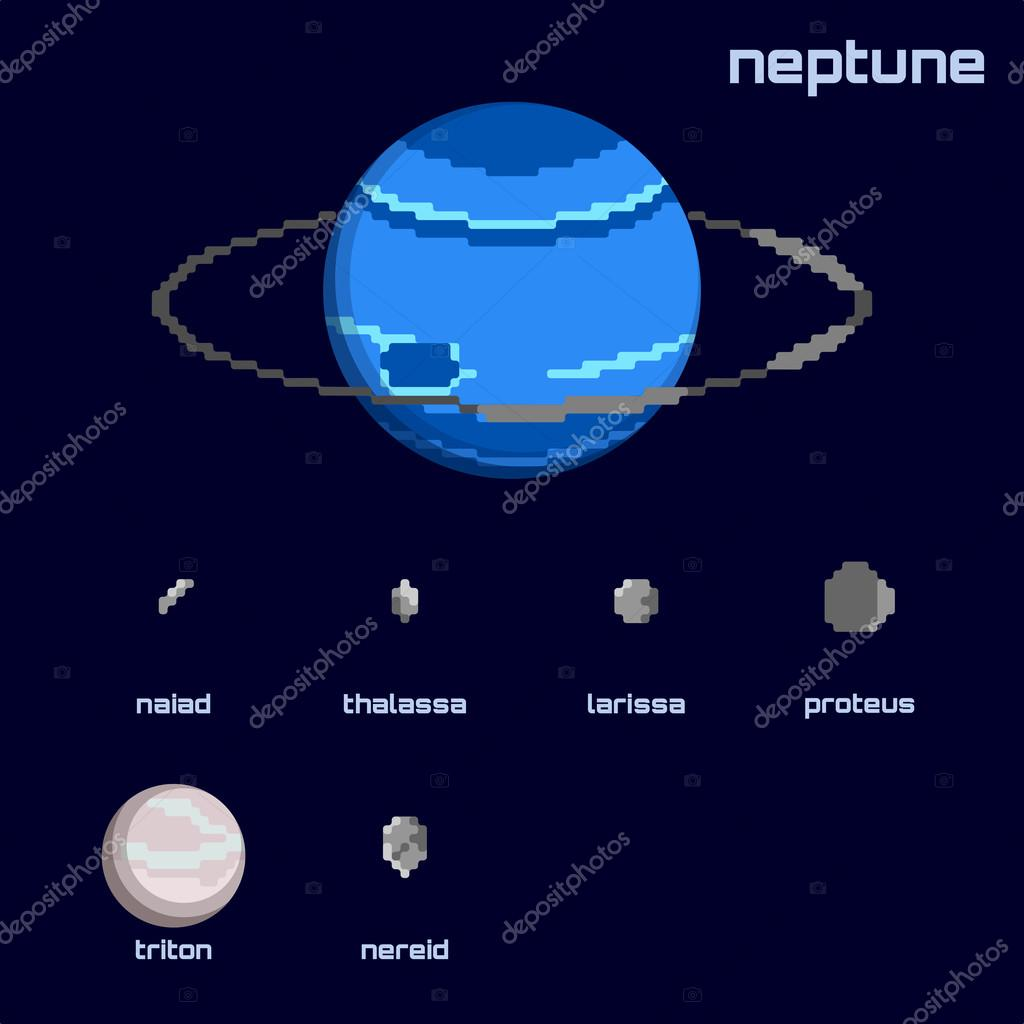 neptune
naiad thalassa larissa proteus
triton nereid
depositphotos